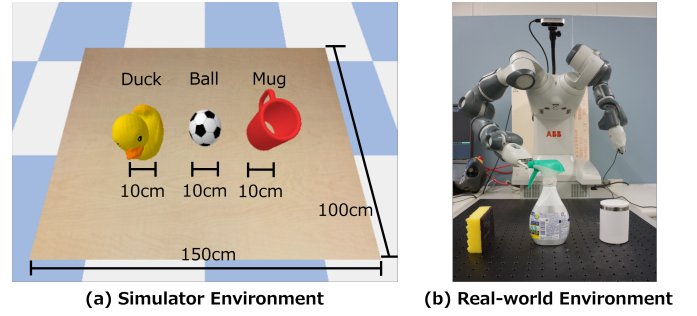 Duck Ball Mug
10cm 10cm 10cm
100cm
150cm
ABB
(a) Simulator Environment
(b) Real-world Environment